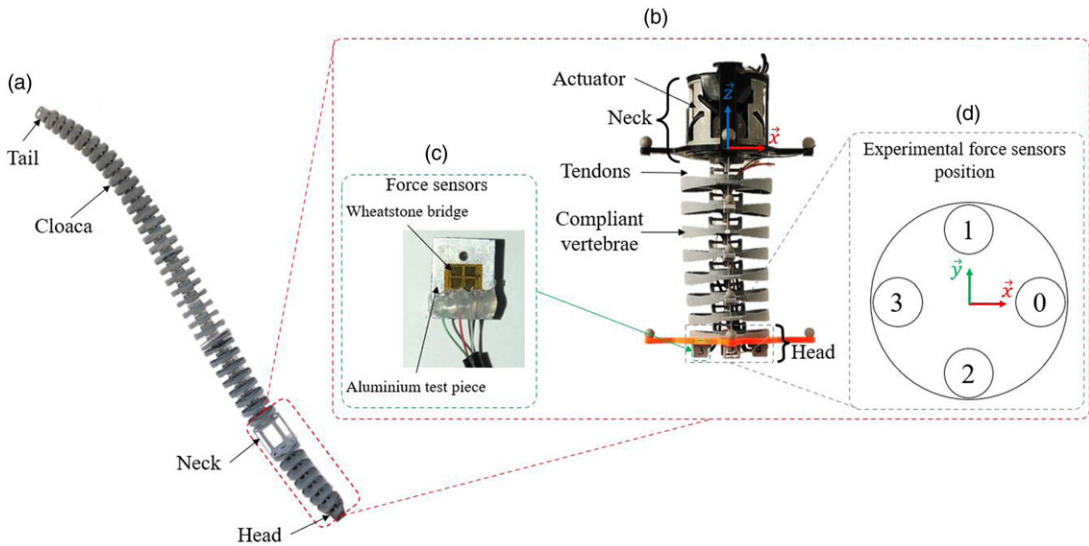 (a)
Tail
Cloaca
Neck
Head
(b)
Actuator
Neck
z
x
Tendons
Compliant
vertebrae
Head
(c)
Force sensors
Wheatstone bridge
Aluminium test piece
(d)
Experimental force sensors
position
1
y
x
3
0
2